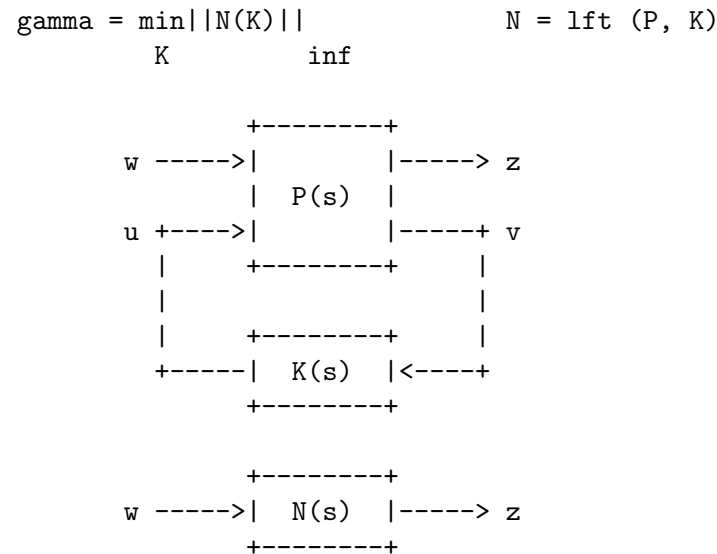 gamma = min||N(K)||             N = lft (P, K)
         K         inf

               +--------+
       w ----->|        |-----> z
               |  P(s)  |
       u +---->|        |-----+ v
         |     +--------+     |
         |                    |
         |     +--------+     |
         +-----|  K(s)  |<----+
               +--------+

               +--------+
       w ----->|  N(s)  |-----> z
               +--------+